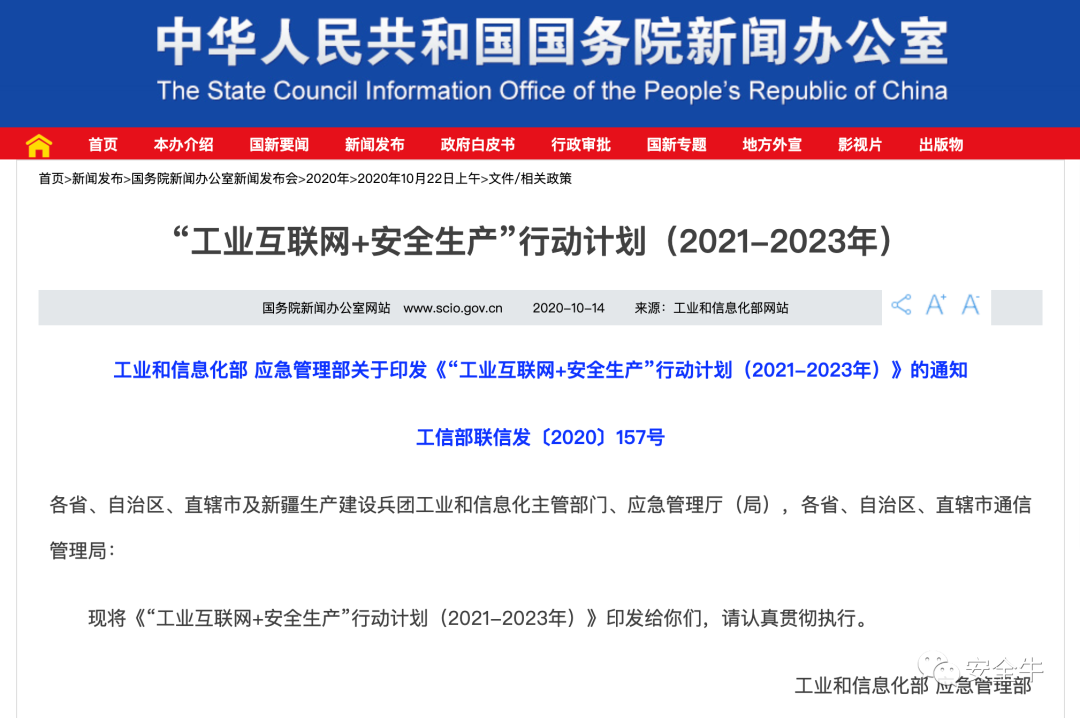 中华人民共和国国务院新闻办公室
The State Council Information Office of the People's Republic of China
首页 本办介绍 国新要闻 新闻发布 政府白皮书 行政审批 国新专题 地方外宣 影视片 出版物
首页>新闻发布>国务院新闻办公室新闻发布会>2020年>2020年10月22日上午>文件/相关政策
“工业互联网+安全生产”行动计划（2021-2023年）
国务院新闻办公室网站 www.scio.gov.cn 2020-10-14 来源：工业和信息化部网站 A+ A-
工业和信息化部 应急管理部关于印发《“工业互联网+安全生产”行动计划（2021-2023年）》的通知
工信部联信发〔2020〕157号
各省、自治区、直辖市及新疆生产建设兵团工业和信息化主管部门、应急管理厅（局），各省、自治区、直辖市通信
管理局：
现将《“工业互联网+安全生产”行动计划（2021-2023年）》印发给你们，请认真贯彻执行。
安全牛
工业和信息化部 应急管理部